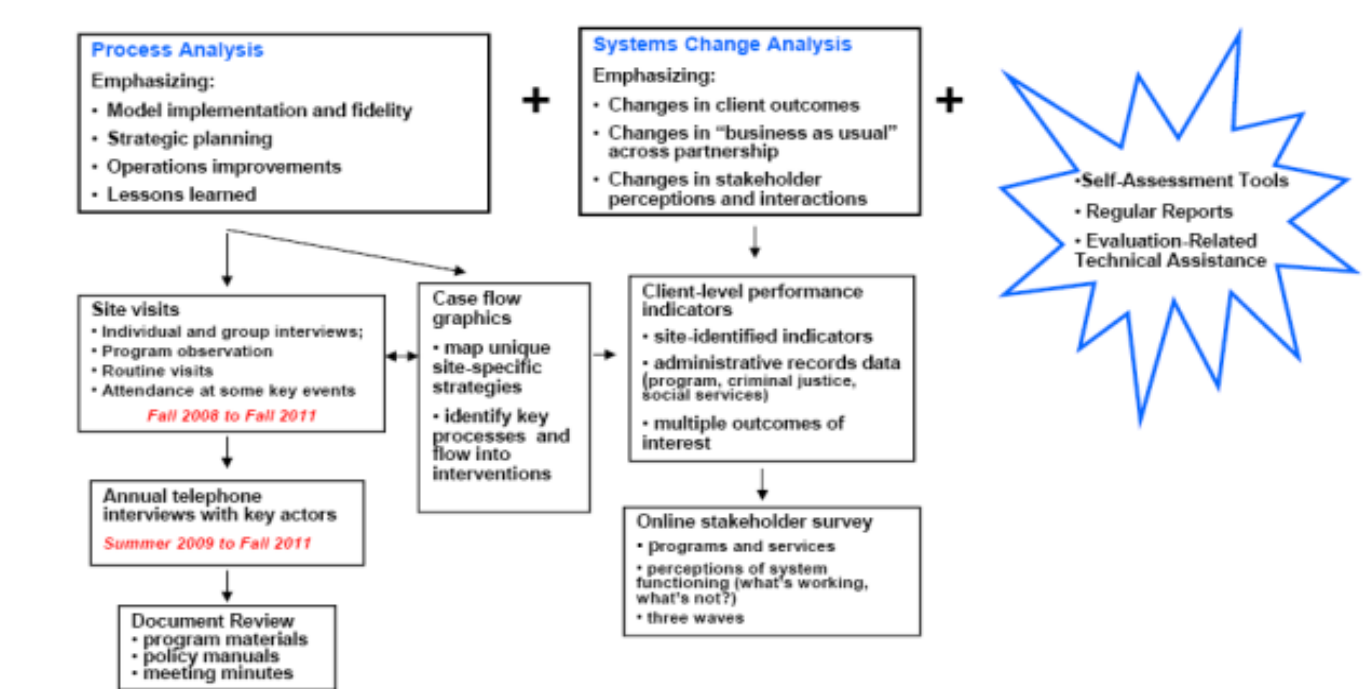 Process Analysis
Emphasizing:
• Model implementation and fidelity
• Strategic planning
• Operations improvements
• Lessons learned
+
Systems Change Analysis
Emphasizing:
• Changes in client outcomes
• Changes in “business as usual”
across partnership
• Changes in stakeholder
perceptions and interactions
+
•Self-Assessment Tools
• Regular Reports
• Evaluation-Related
Technical Assistance
Site visits
• Individual and group interviews;
• Program observation
• Routine visits
• Attendance at some key events
Fall 2008 to Fall 2011
Case flow
graphics
• map unique
site-specific
strategies
• identify key
processes and
flow into
interventions
Client-level performance
indicators
• site-identified indicators
• administrative records data
(program, criminal justice,
social services)
• multiple outcomes of
interest
Annual telephone
interviews with key actors
Summer 2009 to Fall 2011
Online stakeholder survey
• programs and services
• perceptions of system
functioning (what's working,
what's not?)
• three waves
Document Review
• program materials
• policy manuals
• meeting minutes